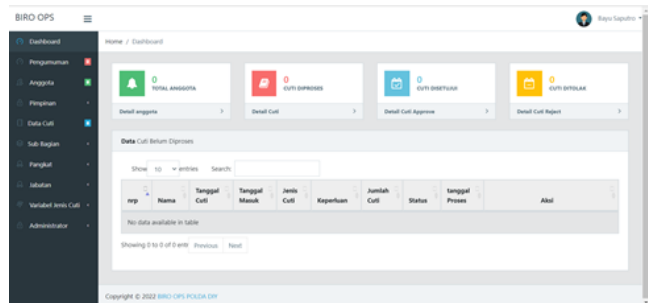 BIRO OPS
Bayu Saputro
Dashboard
Home / Dashboard
Pengumuman
Anggota
Pimpinan
Data Cuti
Sub Bagian
Pangkat
Jabatan
Variabel Jenis Cuti
Administrator
0
TOTAL ANGGOTA
Detail anggota
0
CUTI DIPROSES
Detail Cuti
0
CUTI DISETUJUI
Detail Cuti Approve
0
CUTI DITOLAK
Detail Cuti Reject
Data Cuti Belum Diproses
Show 10 entries Search:
nrp Nama Tanggal Cuti Tanggal Masuk Jenis Cuti Keperluan Jumlah Cuti Status tanggal Proses Aksi
No data available in table
Showing 0 to 0 of 0 entr Previous Next
Copyright © 2022 BIRO OPS POLDA DIY